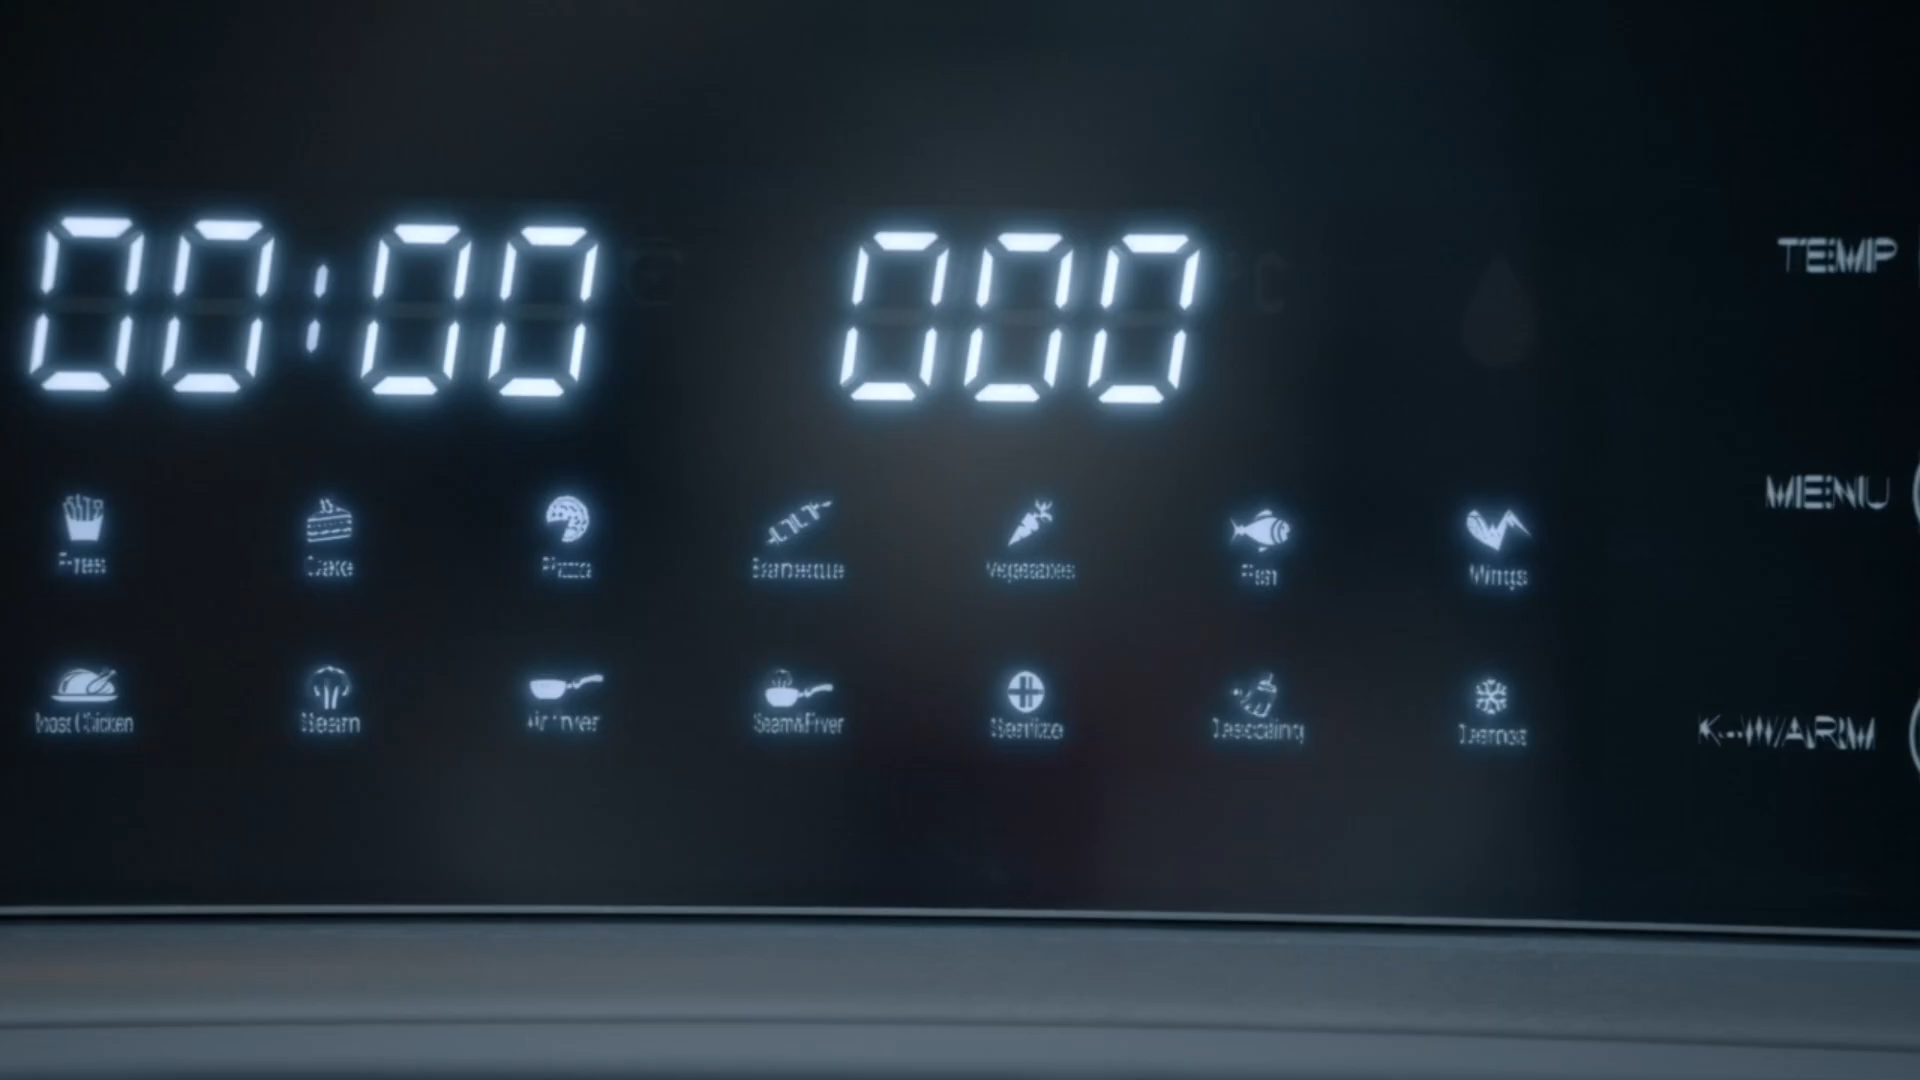 00:00 000
TEMP
MENU
Fries Cake Pizza Barbecue Vegetables Fish Wings
Roast Chicken Steam Air Fryer Steam&Fryer Sterilize Descaling Defrost
K-WARM